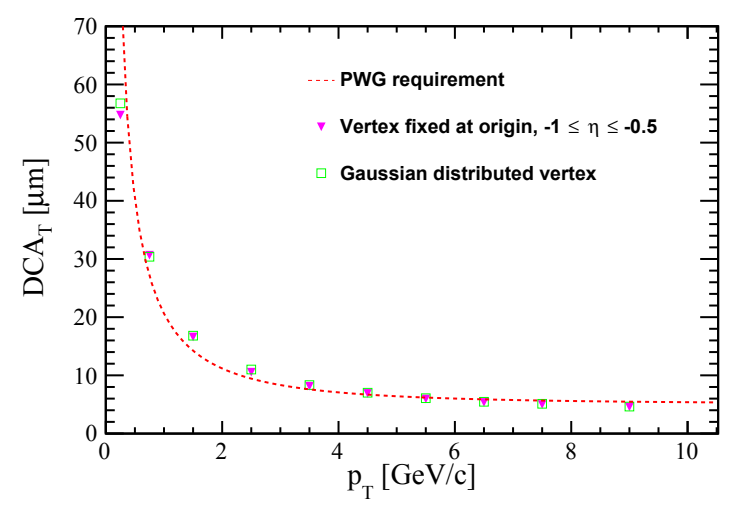 70
60
50
40
30
20
10
0
DCA_T [μm]
PWG requirement
Vertex fixed at origin, -1 ≤ η ≤ -0.5
Gaussian distributed vertex
0 2 4 6 8 10
p_T [GeV/c]